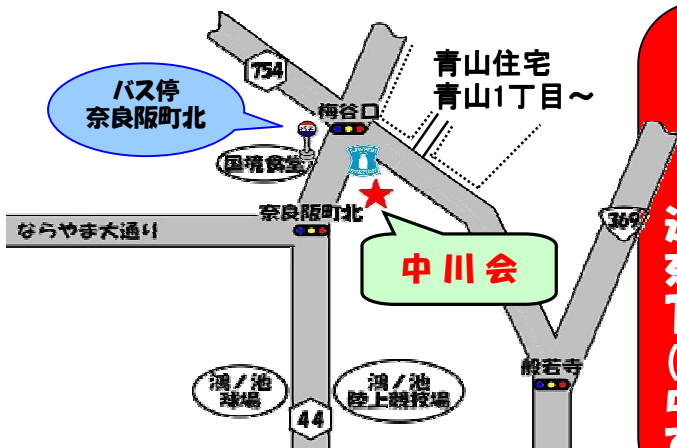 754
青山住宅
青山1丁目～
バス停
奈良阪町北
梅谷口
国境食堂
奈良阪町北
369
ならやま大通り
中川会
般若寺
鴻ノ池
球場
鴻ノ池
陸上競技場
44